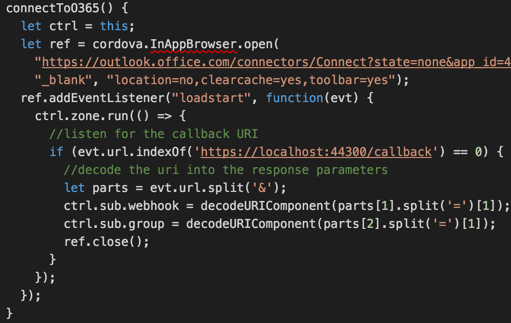 connectToO365() {
let ctrl = this;
let ref = cordova.InAppBrowser.open(
"https://outlook.office.com/connectors/Connect?state=none&app_id=4
"_blank", "location=no,clearcache=yes,toolbar=yes");
ref.addEventListener("loadstart", function(evt) {
ctrl.zone.run(() => {
//listen for the callback URI
if (evt.url.indexOf('https://localhost:44300/callback') == 0) {
//decode the uri into the response parameters
let parts = evt.url.split('&');
ctrl.sub.webhook = decodeURIComponent(parts[1].split('=')[1]);
ctrl.sub.group = decodeURIComponent(parts[2].split('=')[1]);
ref.close();
}
});
});
}